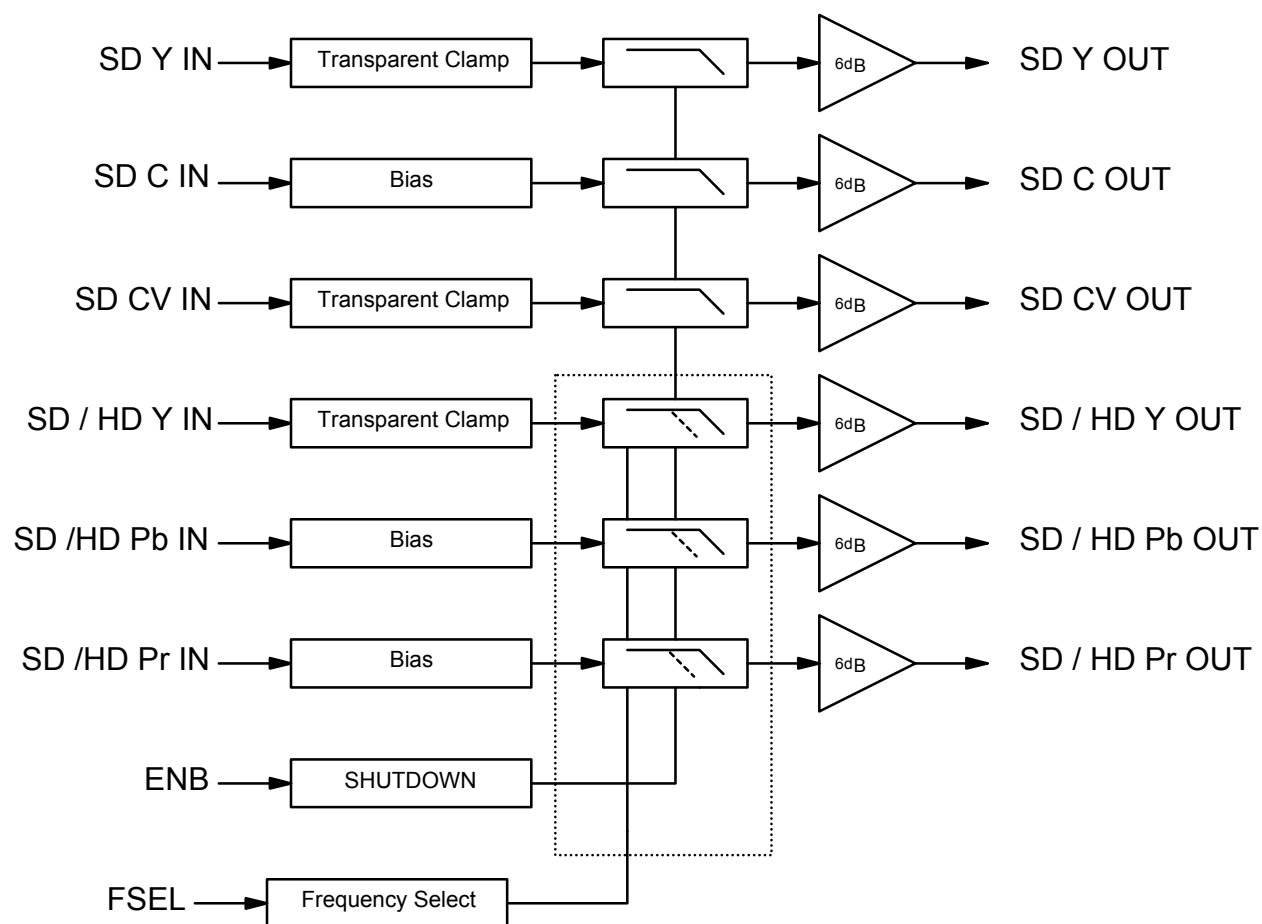 SD Y IN Transparent Clamp 6dB SD Y OUT
SD C IN Bias 6dB SD C OUT
SD CV IN Transparent Clamp 6dB SD CV OUT
SD / HD Y IN Transparent Clamp 6dB SD / HD Y OUT
SD /HD Pb IN Bias 6dB SD / HD Pb OUT
SD /HD Pr IN Bias 6dB SD / HD Pr OUT
ENB SHUTDOWN
FSEL Frequency Select